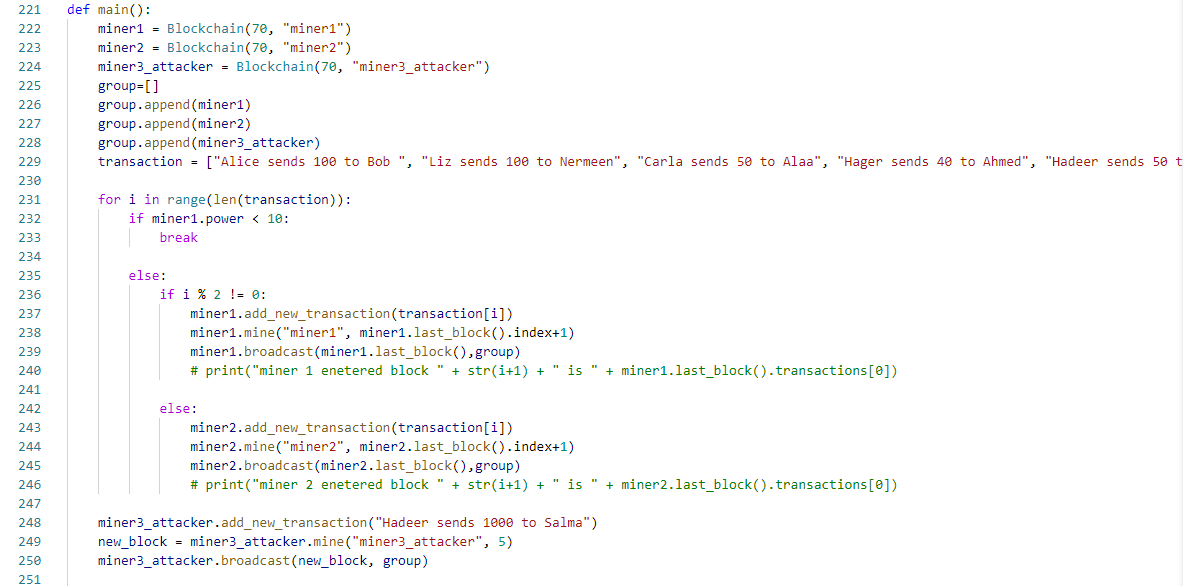 221 def main():
222 miner1 = Blockchain(70, "miner1")
223 miner2 = Blockchain(70, "miner2")
224 miner3_attacker = Blockchain(70, "miner3_attacker")
225 group=[]
226 group.append(miner1)
227 group.append(miner2)
228 group.append(miner3_attacker)
229 transaction = ["Alice sends 100 to Bob ", "Liz sends 100 to Nermeen", "Carla sends 50 to Alaa", "Hager sends 40 to Ahmed", "Hadeer sends 50 t
230
231 for i in range(len(transaction)):
232 if miner1.power < 10:
233 break
234
235 else:
236 if i % 2 != 0:
237 miner1.add_new_transaction(transaction[i])
238 miner1.mine("miner1", miner1.last_block().index+1)
239 miner1.broadcast(miner1.last_block(),group)
240 # print("miner 1 enetered block " + str(i+1) + " is " + miner1.last_block().transactions[0])
241
242 else:
243 miner2.add_new_transaction(transaction[i])
244 miner2.mine("miner2", miner2.last_block().index+1)
245 miner2.broadcast(miner2.last_block(),group)
246 # print("miner 2 enetered block " + str(i+1) + " is " + miner2.last_block().transactions[0])
247
248 miner3_attacker.add_new_transaction("Hadeer sends 1000 to Salma")
249 new_block = miner3_attacker.mine("miner3_attacker", 5)
250 miner3_attacker.broadcast(new_block, group)
251